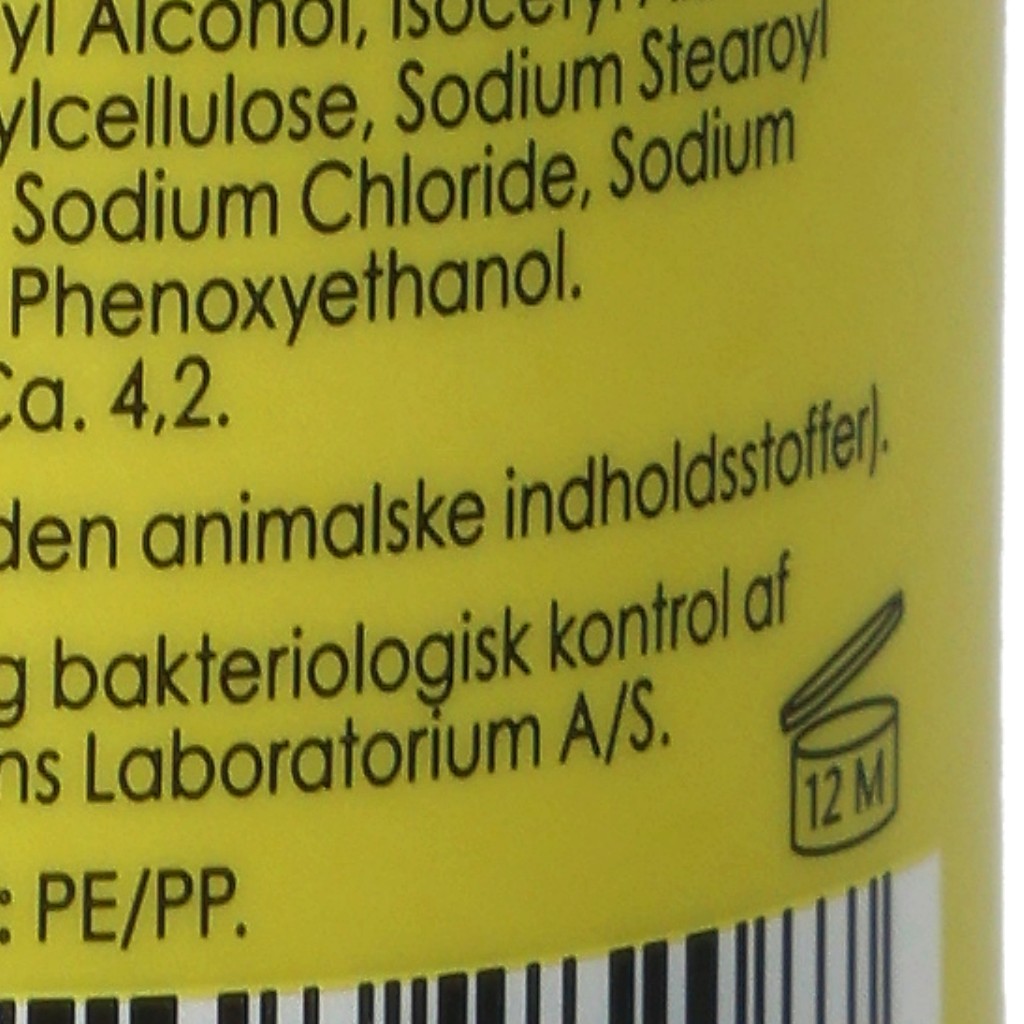 yl Alcohol, Isocetyl
ylcellulose, Sodium Stearoyl
Sodium Chloride, Sodium
Phenoxyethanol.
Ca. 4,2.
den animalske indholdsstoffer).
g bakteriologisk kontrol af
ns Laboratorium A/S.
12 M
: PE/PP.